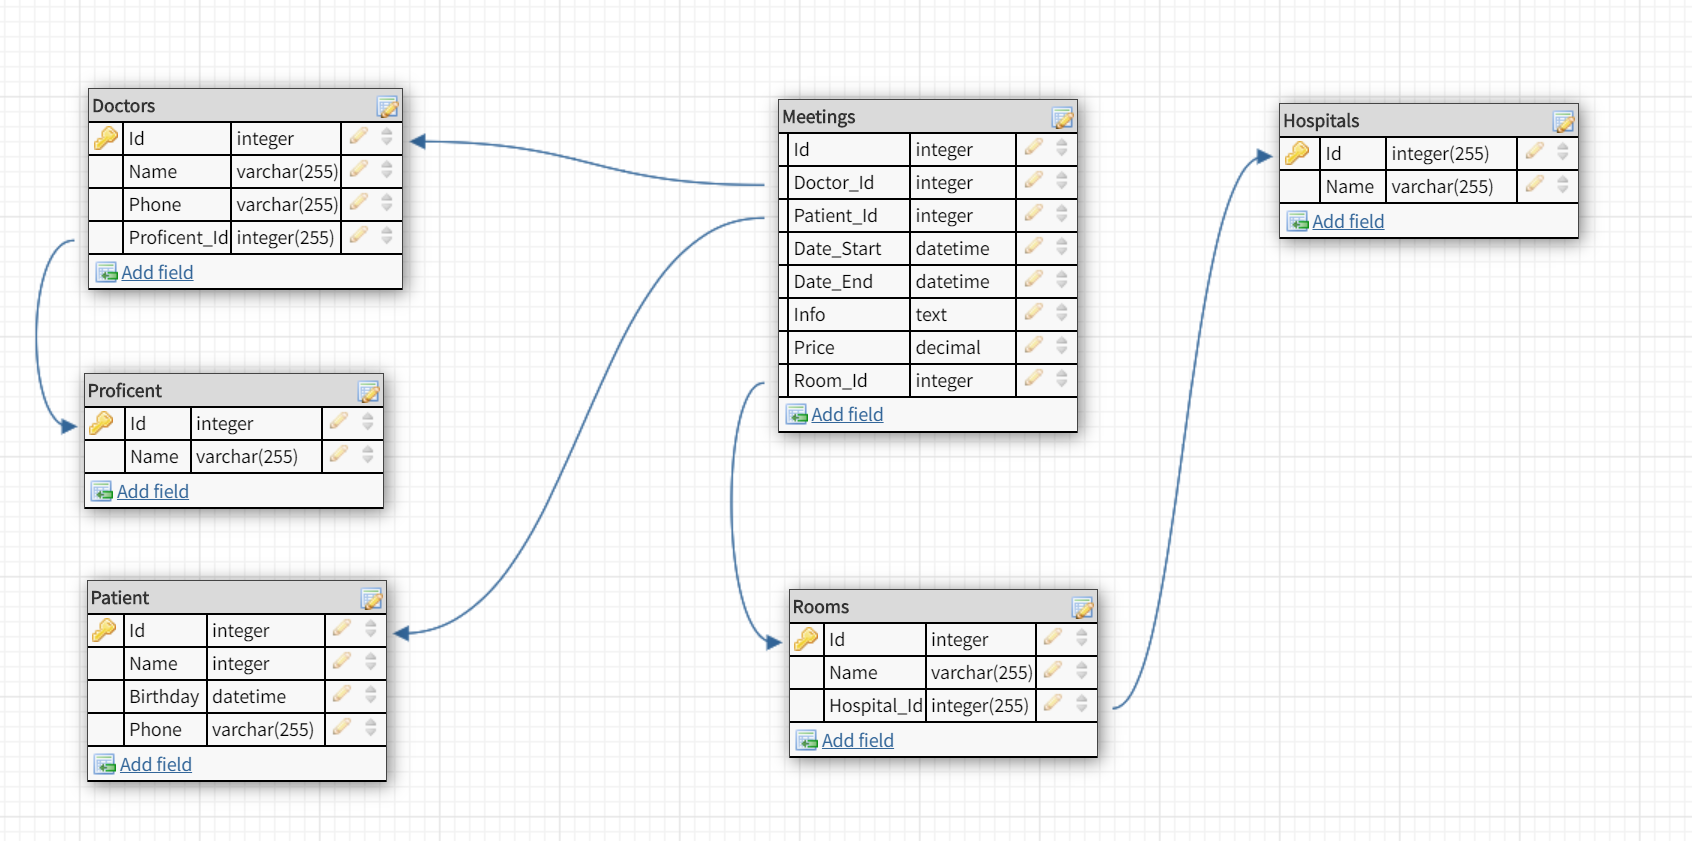 Doctors
Id integer
Name varchar(255)
Phone varchar(255)
Proficent_Id integer(255)
Add field
Proficent
Id integer
Name varchar(255)
Add field
Patient
Id integer
Name integer
Birthday datetime
Phone varchar(255)
Add field
Meetings
Id integer
Doctor_Id integer
Patient_Id integer
Date_Start datetime
Date_End datetime
Info text
Price decimal
Room_Id integer
Add field
Rooms
Id integer
Name varchar(255)
Hospital_Id integer(255)
Add field
Hospitals
Id integer(255)
Name varchar(255)
Add field